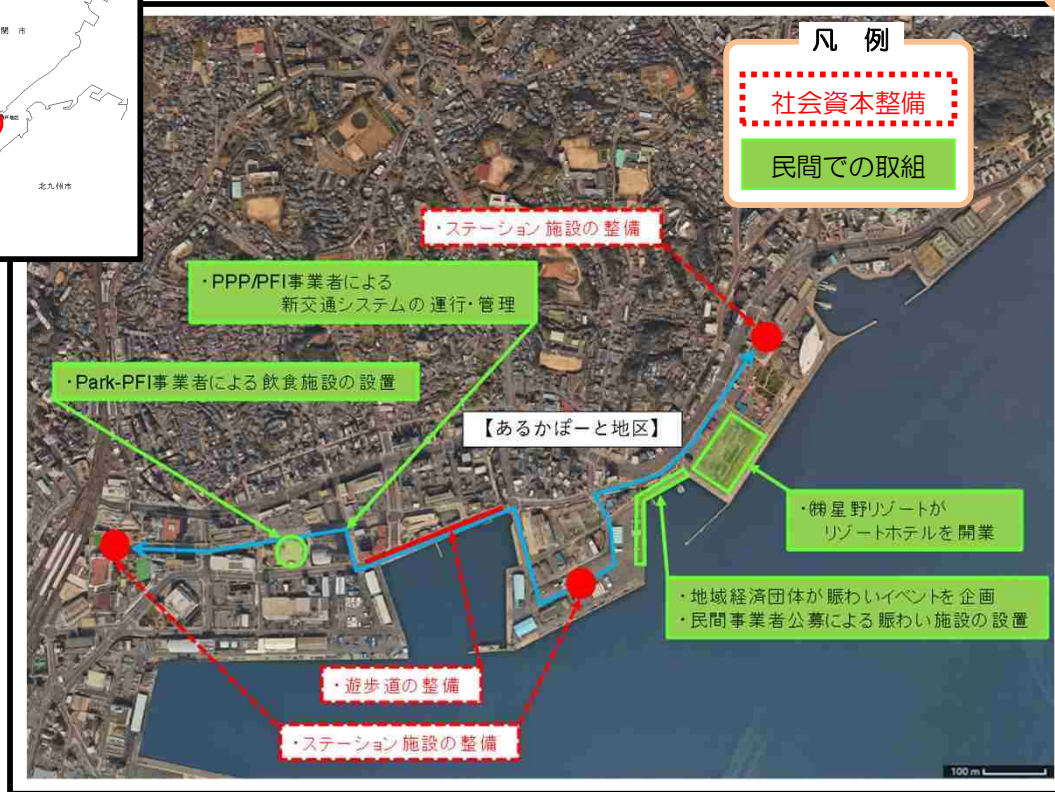 関 市
北九州市
凡 例
社会資本整備
民間での取組
・ステーション施設の整備
・PPP/PFI事業者による
新交通システムの運行・管理
・Park-PFI事業者による飲食施設の設置
【あるかぽーと地区】
・㈱星野リゾートが
リゾートホテルを開業
・地域経済団体が賑わいイベントを企画
・民間事業者公募による賑わい施設の設置
・遊歩道の整備
・ステーション施設の整備
100 m